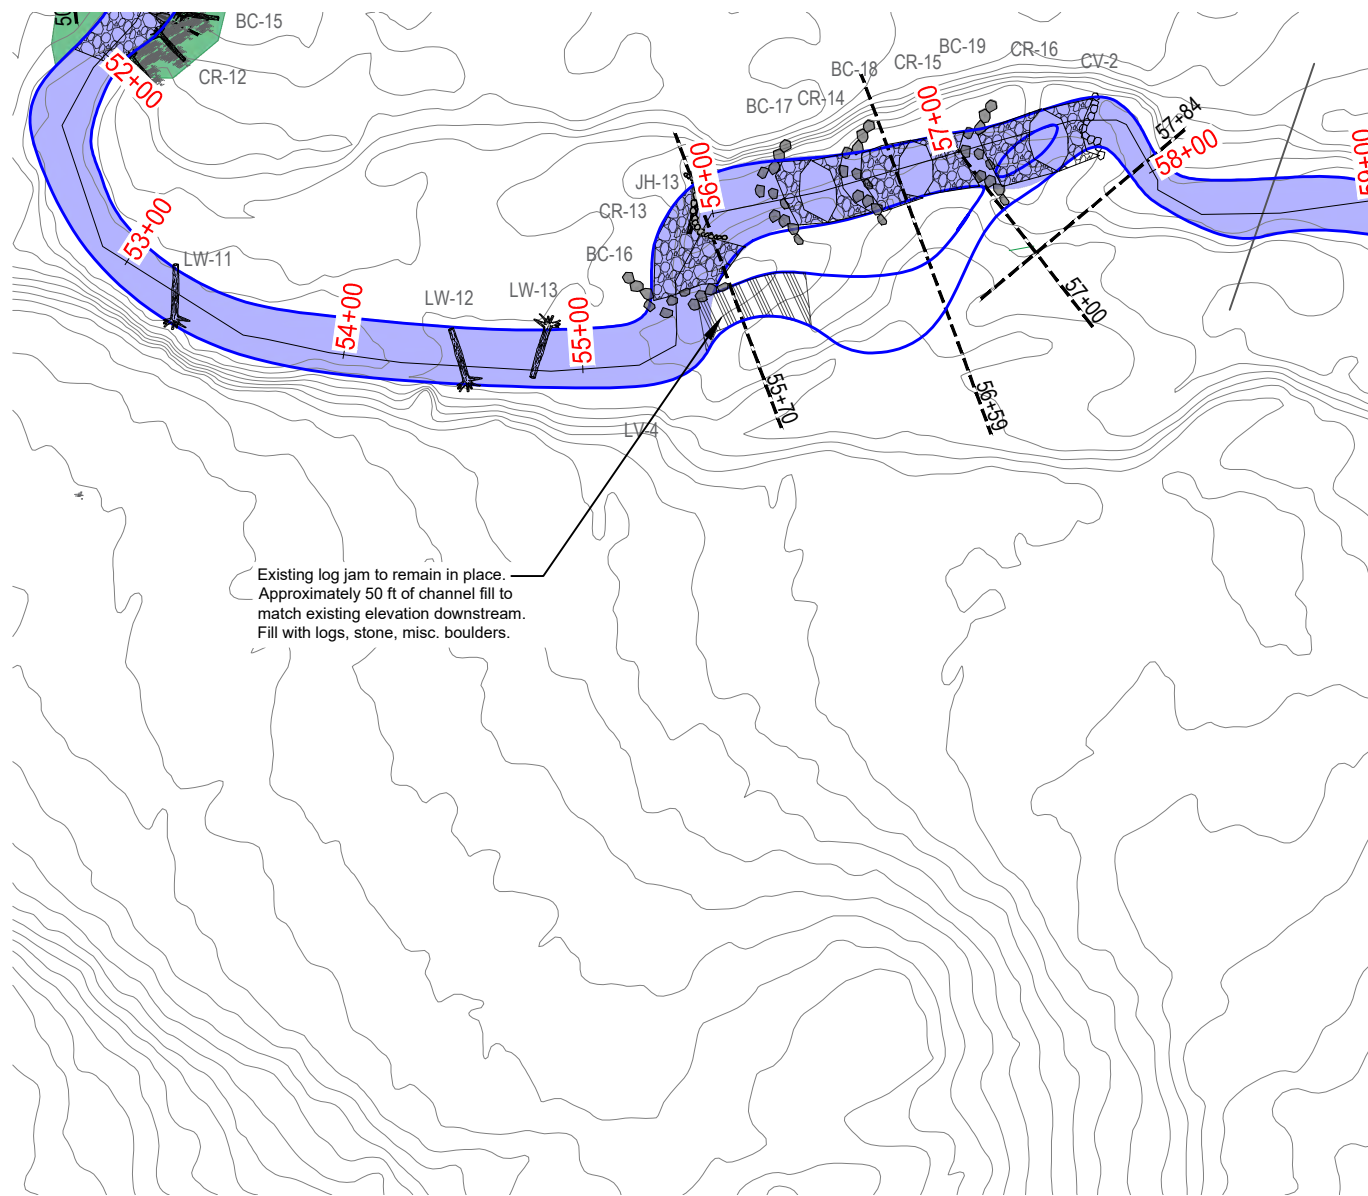 BC-15
52+00
CR-12
53+00
LW-11
54+00
LW-12
LW-13
55+00
BC-16
CR-13
JH-13
56+00
BC-17
CR-14
BC-18
CR-15
57+00
BC-19
CR-16
CV-2
57+84
58+00
59+00
57+00
56+59
55+70
LV-4
Existing log jam to remain in place.
Approximately 50 ft of channel fill to
match existing elevation downstream.
Fill with logs, stone, misc. boulders.